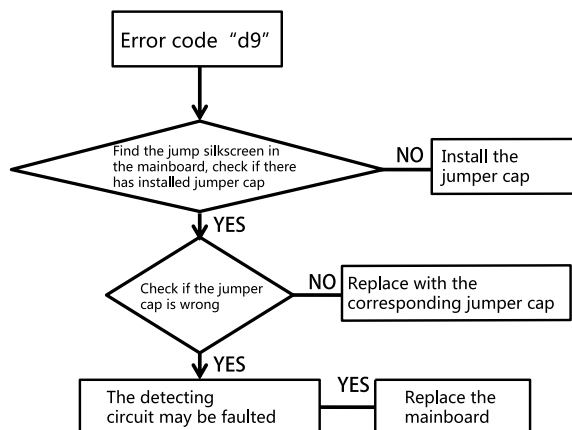 Error code “d9”
Find the jump silkscreen in
the mainboard, check if there
has installed jumper cap
NO
Install the
jumper cap
YES
Check if the jumper
cap is wrong
NO
Replace with the
corresponding jumper cap
YES
The detecting
circuit may be faulted
YES
Replace the
mainboard